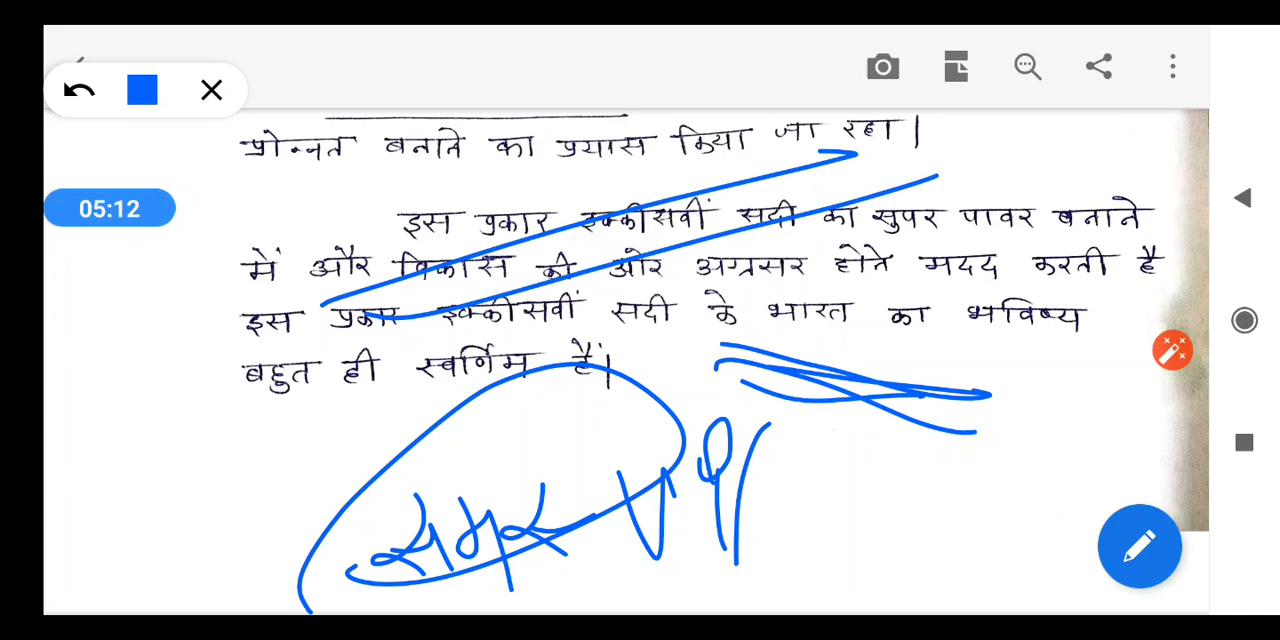 05:12
प्रोन्नत बनाते का प्रयास किया जा रहा।
इस प्रकार इक्कीसवीं सदी का सुपर पावर बनाने
में और विकास की ओर अग्रसर होने मदद करती है
इस प्रकार इक्कीसवीं सदी के भारत का भविष्य
बहुत ही स्वर्णिम हैं।